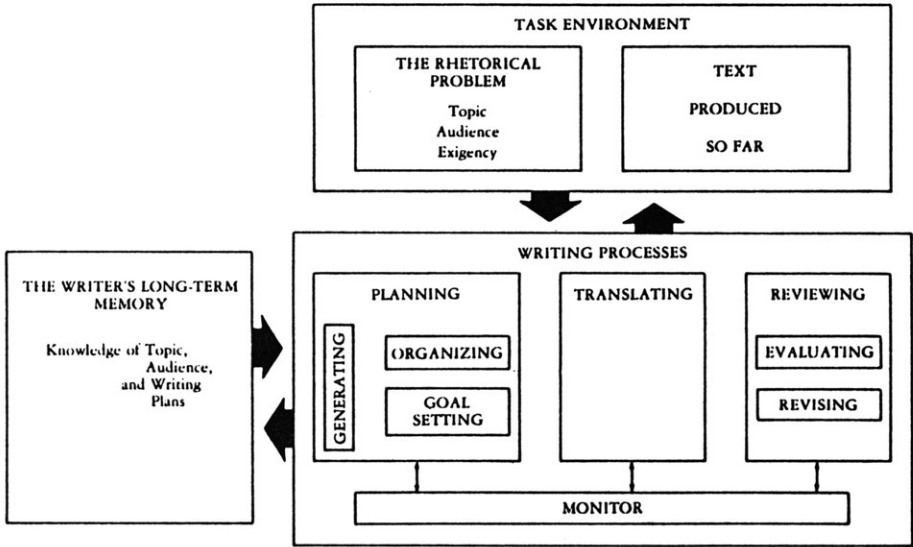 TASK ENVIRONMENT
THE RHETORICAL
PROBLEM
Topic
Audience
Exigency
TEXT
PRODUCED
SO FAR
THE WRITER'S LONG-TERM
MEMORY
Knowledge of Topic,
Audience,
and Writing
Plans
WRITING PROCESSES
PLANNING
GENERATING
ORGANIZING
GOAL
SETTING
TRANSLATING
REVIEWING
EVALUATING
REVISING
MONITOR